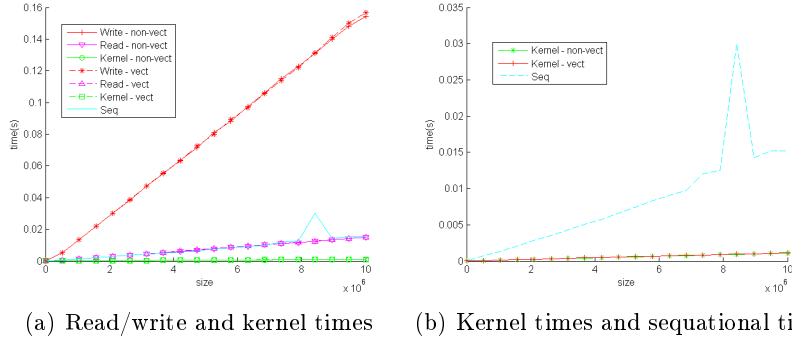 0.16
0.14
0.12
0.1
0.08
0.06
0.04
0.02
0
time(s)
Write - non-vect
Read - non-vect
Kernel - non-vect
Write - vect
Read - vect
Kernel - vect
Seq
0 2 4 6 8 10
size
x 10^6
(a) Read/write and kernel times
0.035
0.03
0.025
0.02
0.015
0.01
0.005
0
time(s)
Kernel - non-vect
Kernel - vect
Seq
0 2 4 6 8 10
size
x 10^6
(b) Kernel times and sequational ti